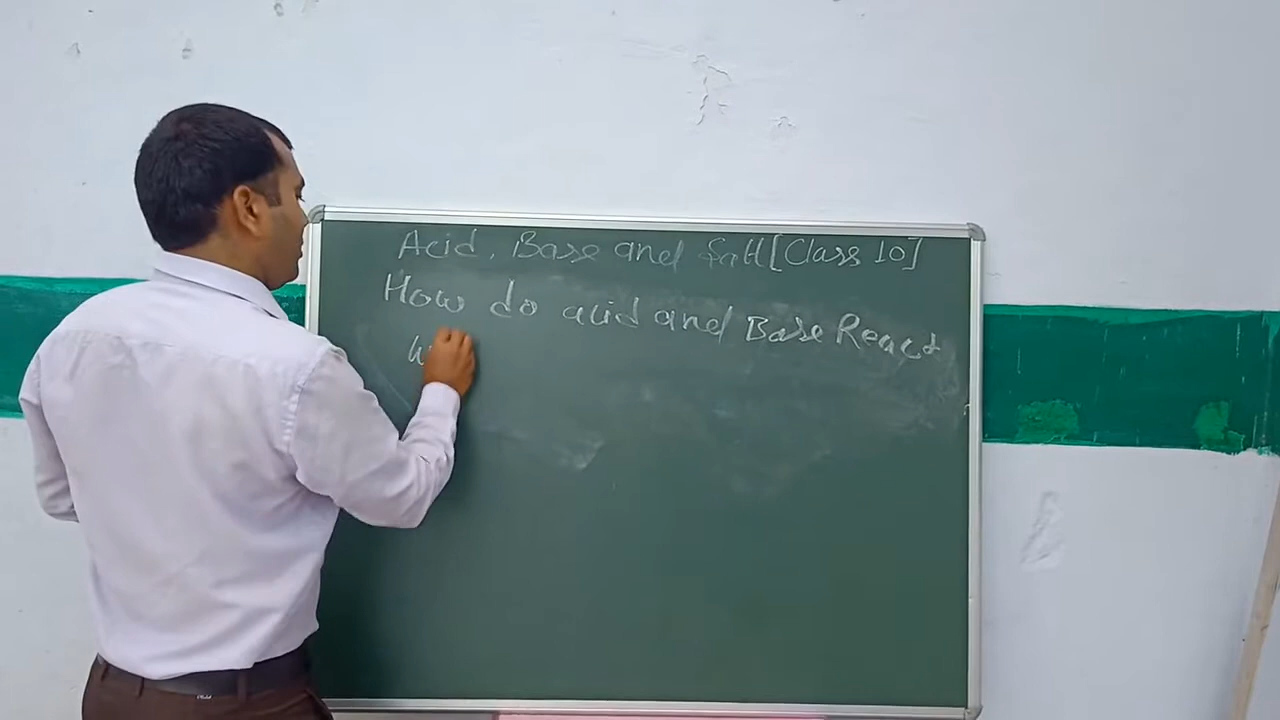 Acid, Base and Salt [Class 10]
How do acid and Base React